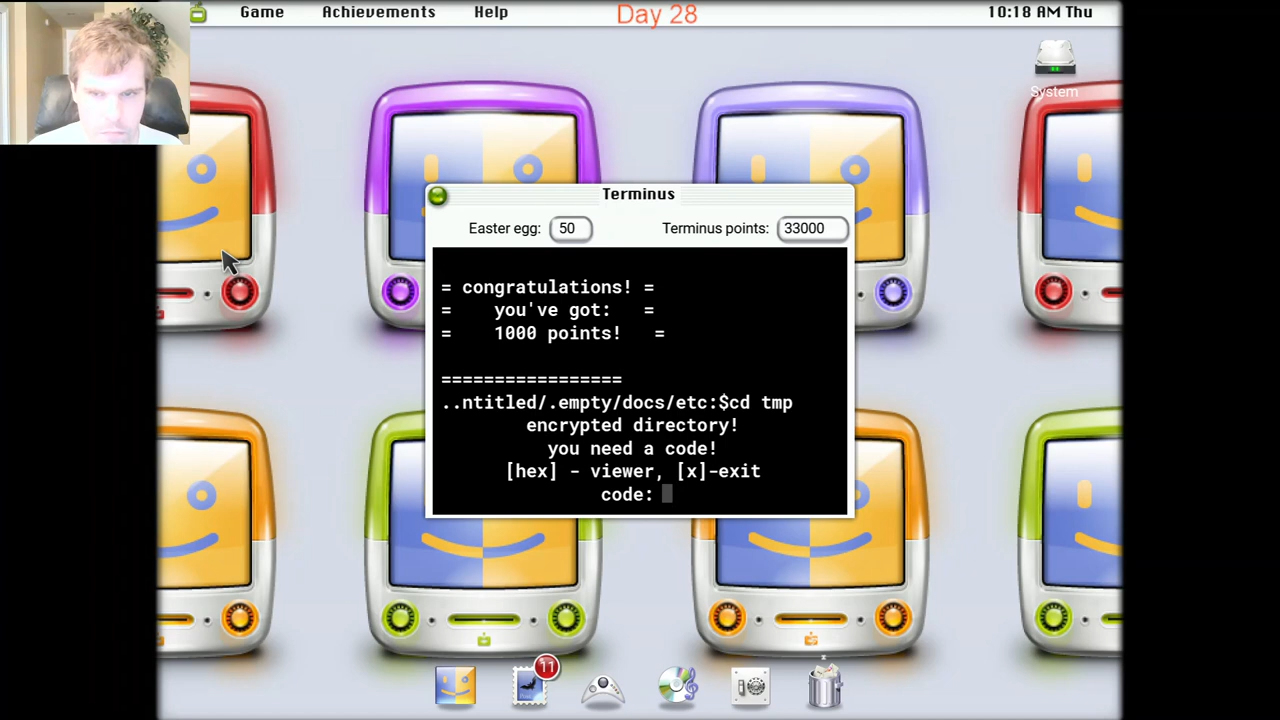 Game Achievements Help Day 28 10:18 AM Thu
System
Terminus
Easter egg: 50 Terminus points: 33000
= congratulations! =
= you've got: =
= 1000 points! =
=================
..ntitled/.empty/docs/etc:$cd tmp
encrypted directory!
you need a code!
[hex] - viewer, [x]-exit
code:
11